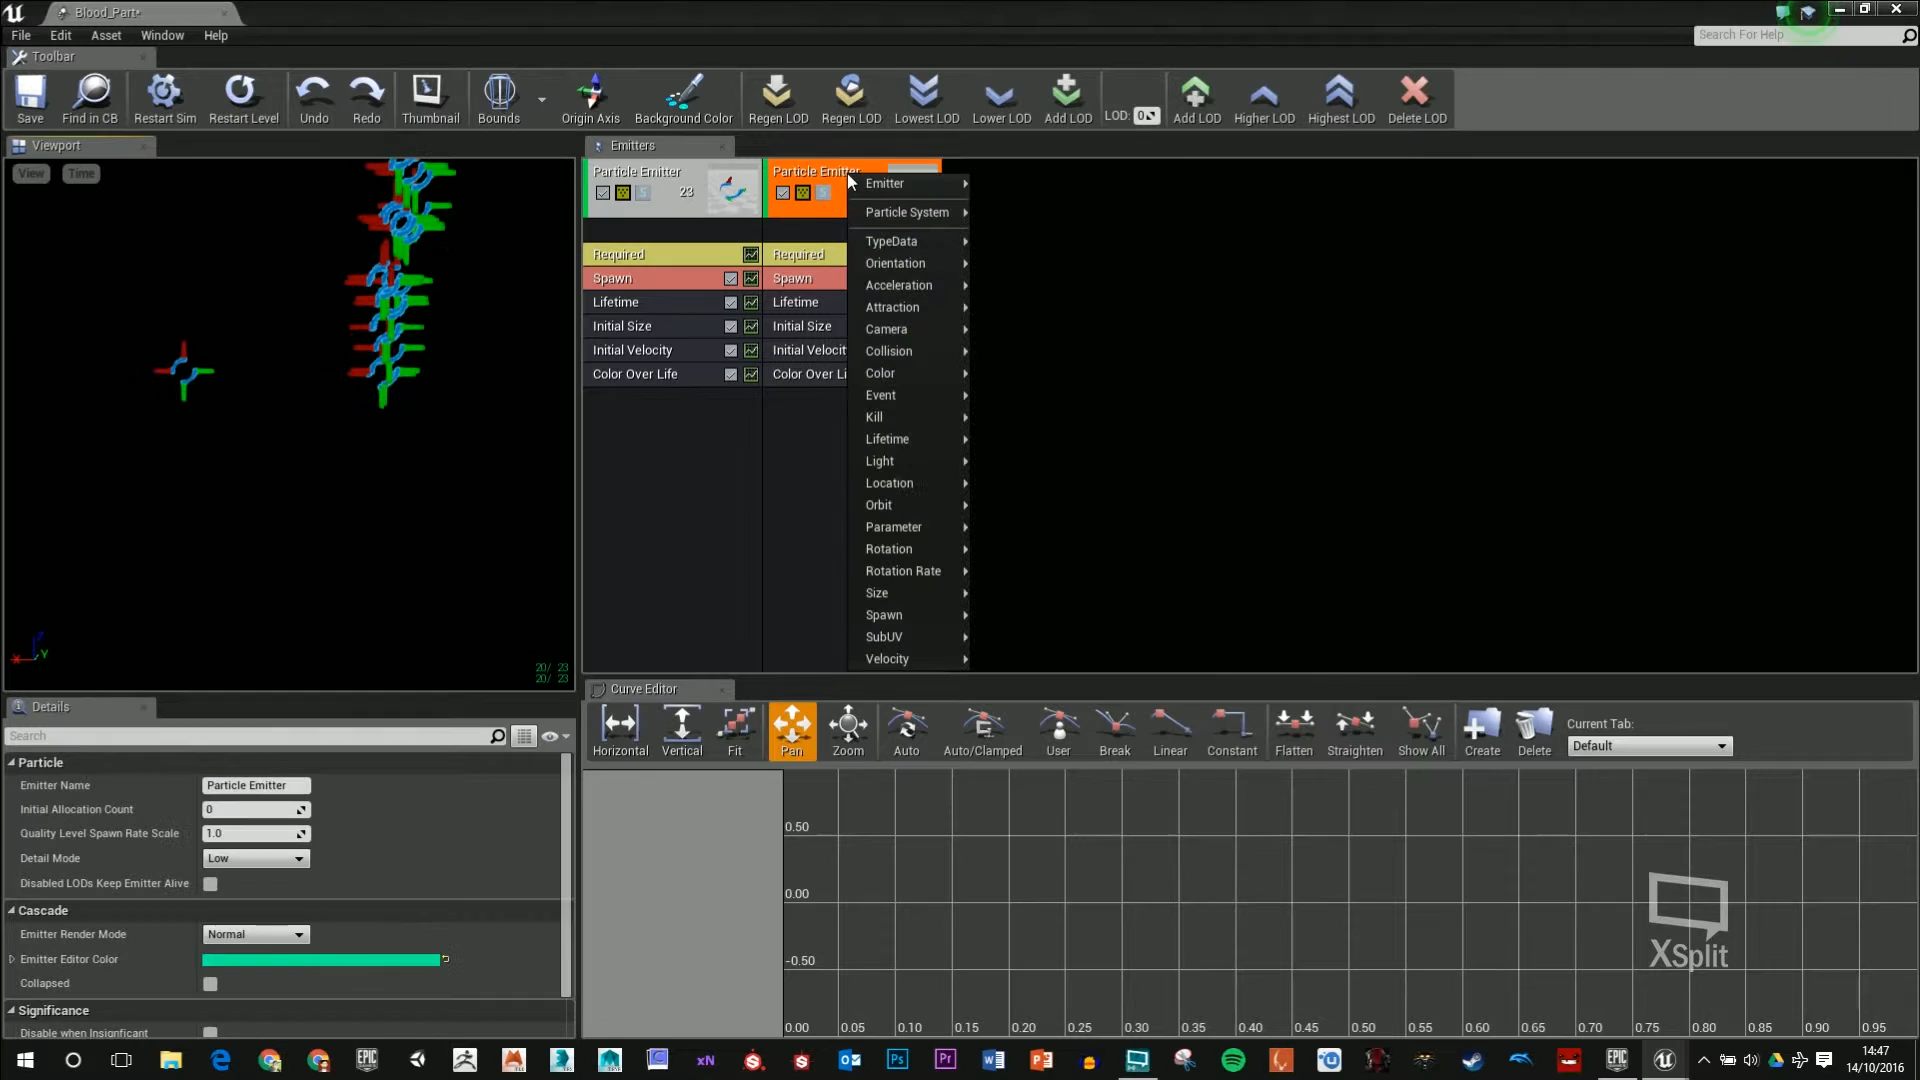 Blood_Part*
File Edit Asset Window Help
Search For Help
Toolbar
Save Find in CB Restart Sim Restart Level Undo Redo Thumbnail Bounds Origin Axis Background Color Regen LOD Regen LOD Lowest LOD Lower LOD Add LOD LOD: 0 Add LOD Higher LOD Highest LOD Delete LOD
Viewport
View Time
Y
20/ 23
20/ 23
Emitters
Particle Emitter
23
Required
Spawn
Lifetime
Initial Size
Initial Velocity
Color Over Life
Particle Emitter
Required
Spawn
Lifetime
Initial Size
Initial Velocit
Color Over Li
Emitter
Particle System
TypeData
Orientation
Acceleration
Attraction
Camera
Collision
Color
Event
Kill
Lifetime
Light
Location
Orbit
Parameter
Rotation
Rotation Rate
Size
Spawn
SubUV
Velocity
Details
Search
Particle
Emitter Name Particle Emitter
Initial Allocation Count 0
Quality Level Spawn Rate Scale 1.0
Detail Mode Low
Disabled LODs Keep Emitter Alive
Cascade
Emitter Render Mode Normal
Emitter Editor Color
Collapsed
Significance
Disable when Insignficant
Curve Editor
Horizontal Vertical Fit Pan Zoom Auto Auto/Clamped User Break Linear Constant Flatten Straighten Show All Create Delete
Current Tab:
Default
0.50
0.00
-0.50
0.00 0.05 0.10 0.15 0.20 0.25 0.30 0.35 0.40 0.45 0.50 0.55 0.60 0.65 0.70 0.75 0.80 0.85 0.90 0.95
XSplit
EPIC xN Ps Pr EPIC
14:47
14/10/2016